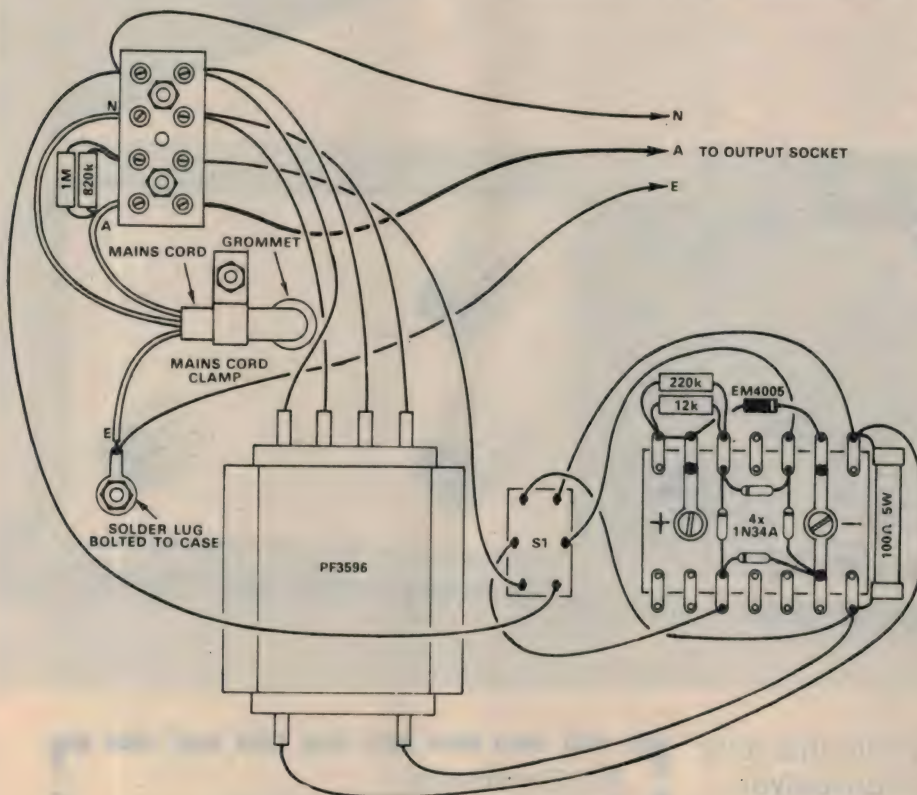 N
N
A
TO OUTPUT SOCKET
E
1M
820k
A
MAINS CORD
GROMMET
MAINS CORD
CLAMP
E
SOLDER LUG
BOLTED TO CASE
PF3596
S1
220k
12k
EM4005
+
4x
1N34A
−
100Ω 5W